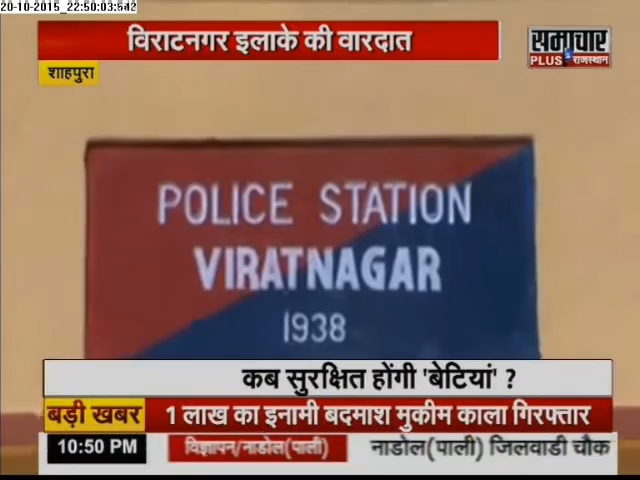 20-10-2015_22:50:03:542
विराटनगर इलाके की वारदात
समाचार
PLUS राजस्थान
शाहपुरा
POLICE STATION
VIRATNAGAR
1938
कब सुरक्षित होंगी 'बेटियां' ?
बड़ी खबर 1 लाख का इनामी बदमाश मुकीम काला गिरफ्तार
10:50 PM विज्ञापन/नाडोल(पाली) नाडोल(पाली) जिलवाडी चौक